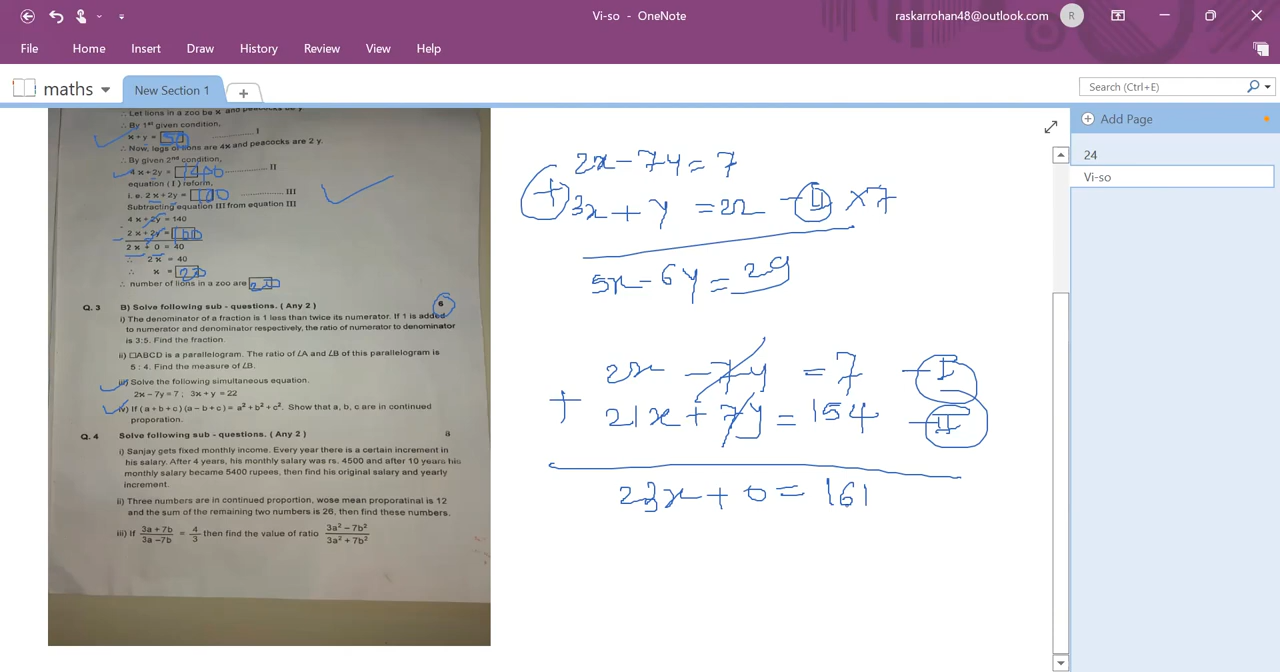 Vi-so - OneNote
raskarrohan48@outlook.com
R
File Home Insert Draw History Review View Help
maths
New Section 1
Search (Ctrl+E)
Add Page
24
Vi-so
∴ Let lions in a zoo be x and peacocks be y
∴ By 1st given condition,
x + y = 50 ............. I
∴ Now, legs of lions are 4x and peacocks are 2 y.
∴ By given 2nd condition,
4 x + 2y = 140 ............. II
equation (I) reform,
i.e. 2 x + 2y = 100 ............. III
Subtracting equation III from equation III
4 x + 2y = 140
2 x + 2y = 100
2 x + 0 = 40
∴ 2 x = 40
∴ x = 20
∴ number of lions in a zoo are 20
Q. 3 B) Solve following sub - questions. ( Any 2 ) 6
i) The denominator of a fraction is 1 less than twice its numerator. If 1 is added
to numerator and denominator respectively, the ratio of numerator to denominator
is 3:5. Find the fraction.
ii) □ABCD is a parallelogram. The ratio of ∠A and ∠B of this parallelogram is
5 : 4. Find the measure of ∠B.
iii) Solve the following simultaneous equation.
2x − 7y = 7 ; 3x + y = 22
iv) If ( a + b + c ) ( a − b + c ) = a² + b² + c². Show that a, b, c are in continued
proportion.
Q. 4 Solve following sub - questions. ( Any 2 ) 8
i) Sanjay gets fixed monthly income. Every year there is a certain increment in
his salary. After 4 years, his monthly salary was rs. 4500 and after 10 years his
monthly salary became 5400 rupees, then find his original salary and yearly
increment.
ii) Three numbers are in continued proportion, wose mean proporatinal is 12
and the sum of the remaining two numbers is 26, then find these numbers.
iii) If (3a + 7b)/(3a − 7b) = 4/3 then find the value of ratio (3a² − 7b²)/(3a² + 7b²)
2x − 7y = 7
+ 3x + y = 22 — II × 7
5x − 6y = 29
2x − 7y = 7 — I
+ 21x + 7y = 154 — II
23x + 0 = 161